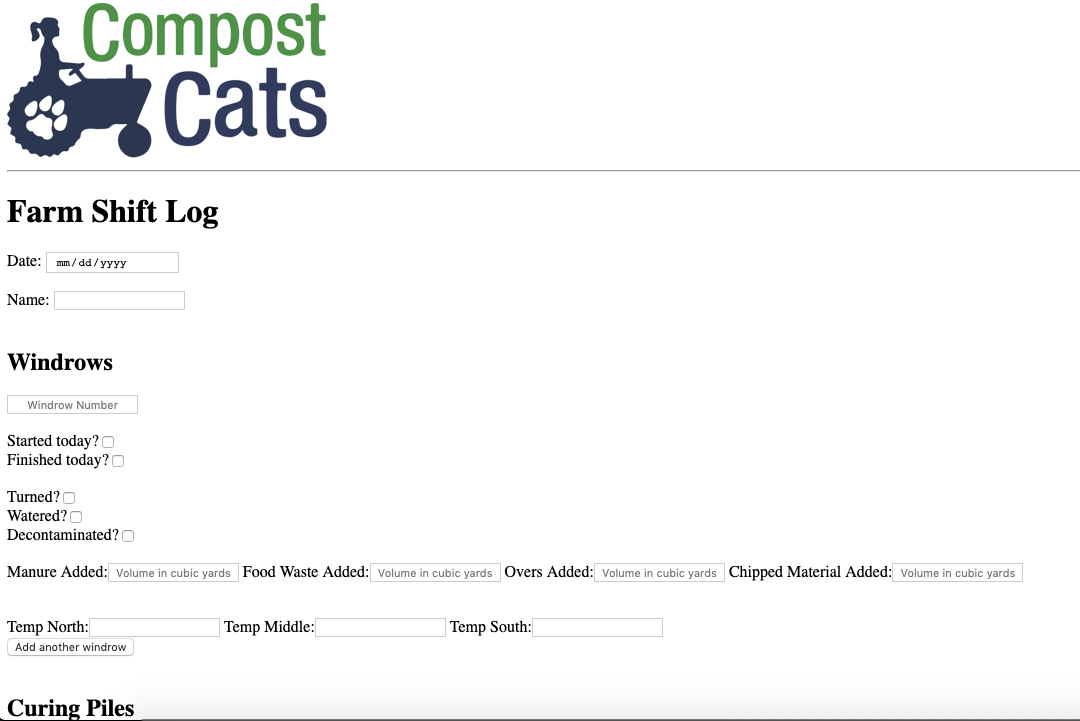 Compost
Cats
Farm Shift Log
Date: mm/dd/yyyy
Name:
Windrows
Windrow Number
Started today?
Finished today?
Turned?
Watered?
Decontaminated?
Manure Added: Volume in cubic yards Food Waste Added: Volume in cubic yards Overs Added: Volume in cubic yards Chipped Material Added: Volume in cubic yards
Temp North: Temp Middle: Temp South:
Add another windrow
Curing Piles